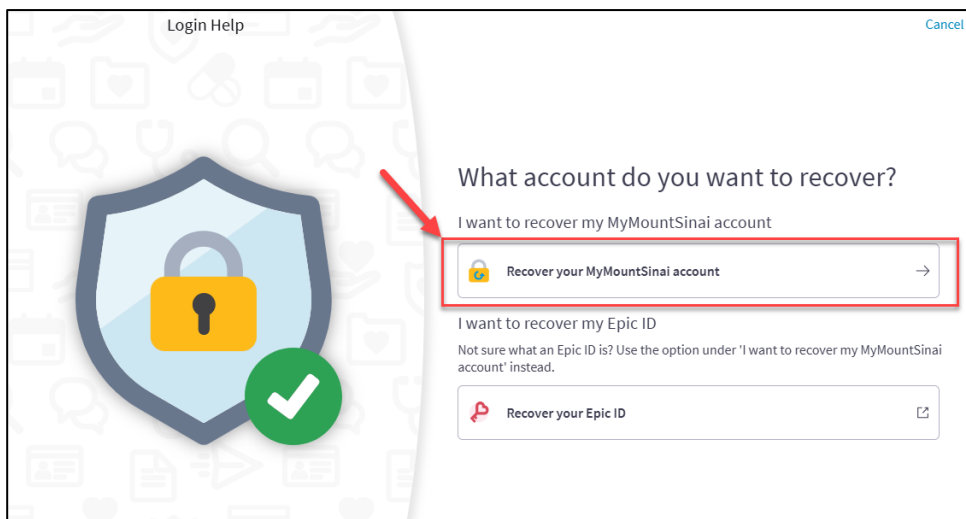 Login Help
Cancel
What account do you want to recover?
I want to recover my MyMountSinai account
Recover your MyMountSinai account
I want to recover my Epic ID
Not sure what an Epic ID is? Use the option under 'I want to recover my MyMountSinai
account' instead.
Recover your Epic ID